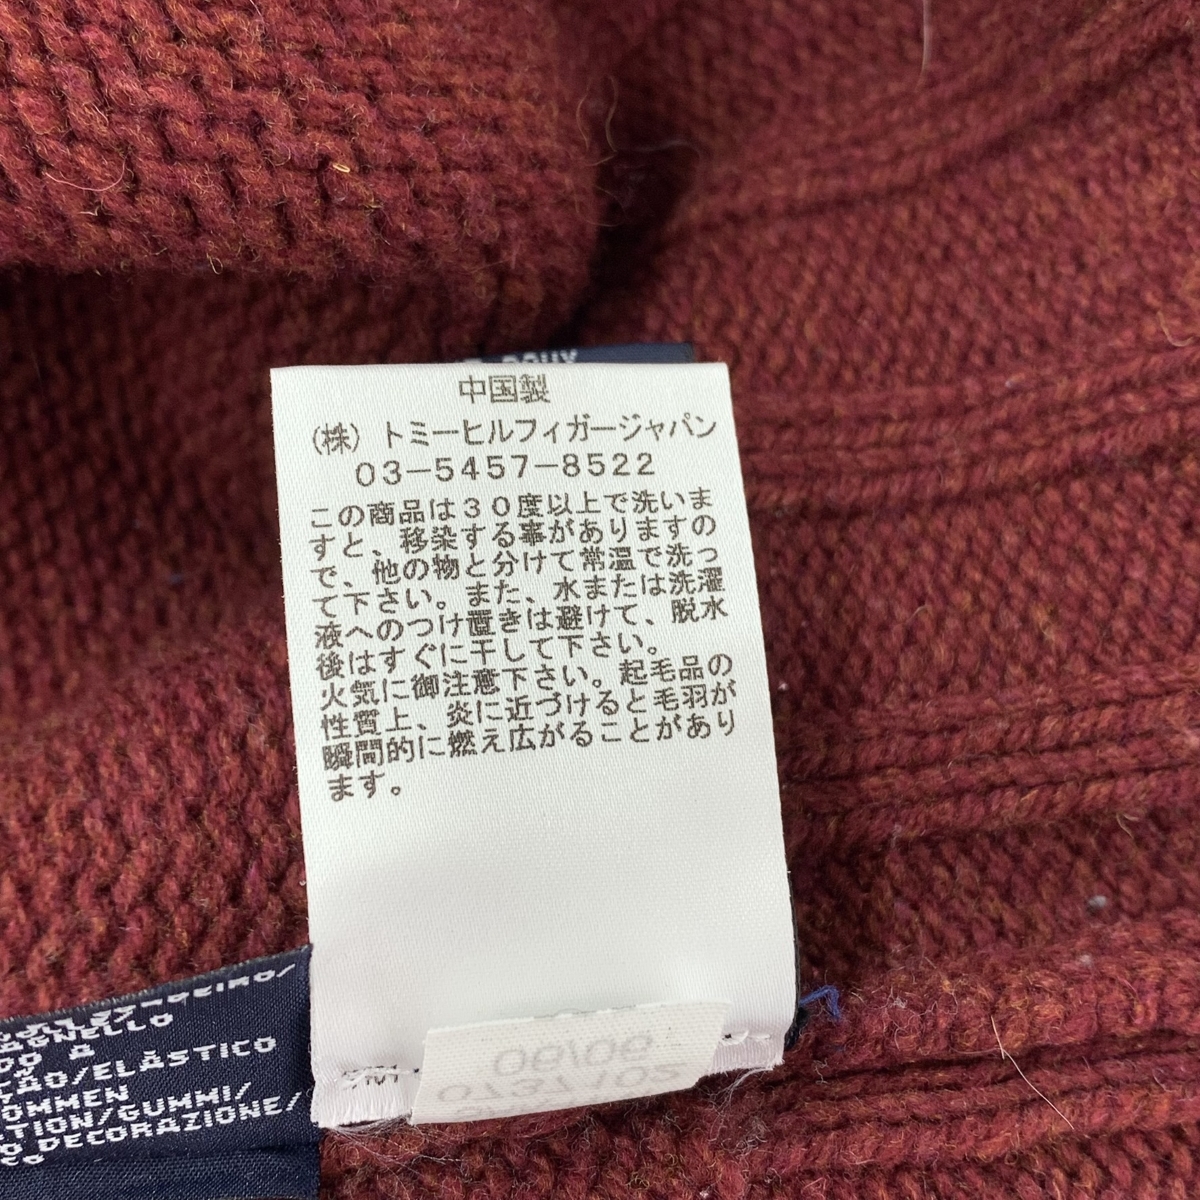 中国製
（株）トミーヒルフィガージャパン
０３－５４５７－８５２２
この商品は３０度以上で洗いま
すと、移染する事がありますの
で、他の物と分けて常温で洗っ
て下さい。また、水または洗濯
液へのつけ置きは避けて、脱水
後はすぐに干して下さい。
火気に御注意下さい。起毛品の
性質上、炎に近づけると毛羽が
瞬間的に燃え広がることがあり
ます。
ÇÃO/ELÁSTICO
OMMEN
TION/GUMMI/
O DECORAZIONE/